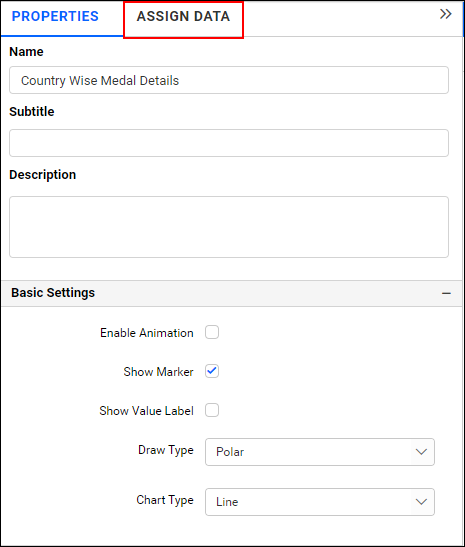 PROPERTIES ASSIGN DATA
Name
Country Wise Medal Details
Subtitle
Description
Basic Settings
Enable Animation
Show Marker
Show Value Label
Draw Type Polar
Chart Type Line